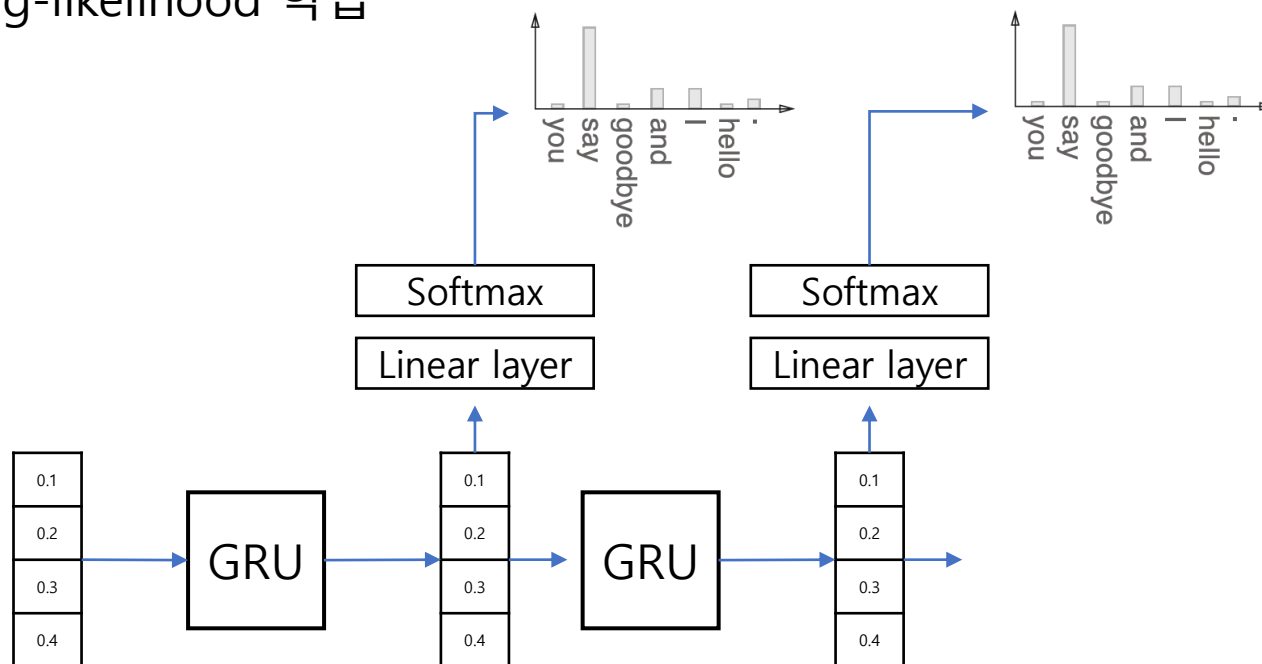 g-likelihood
you say goodbye and I hello .
you say goodbye and I hello .
Softmax
Softmax
Linear layer
Linear layer
0.1
0.2
0.3
0.4
GRU
0.1
0.2
0.3
0.4
GRU
0.1
0.2
0.3
0.4